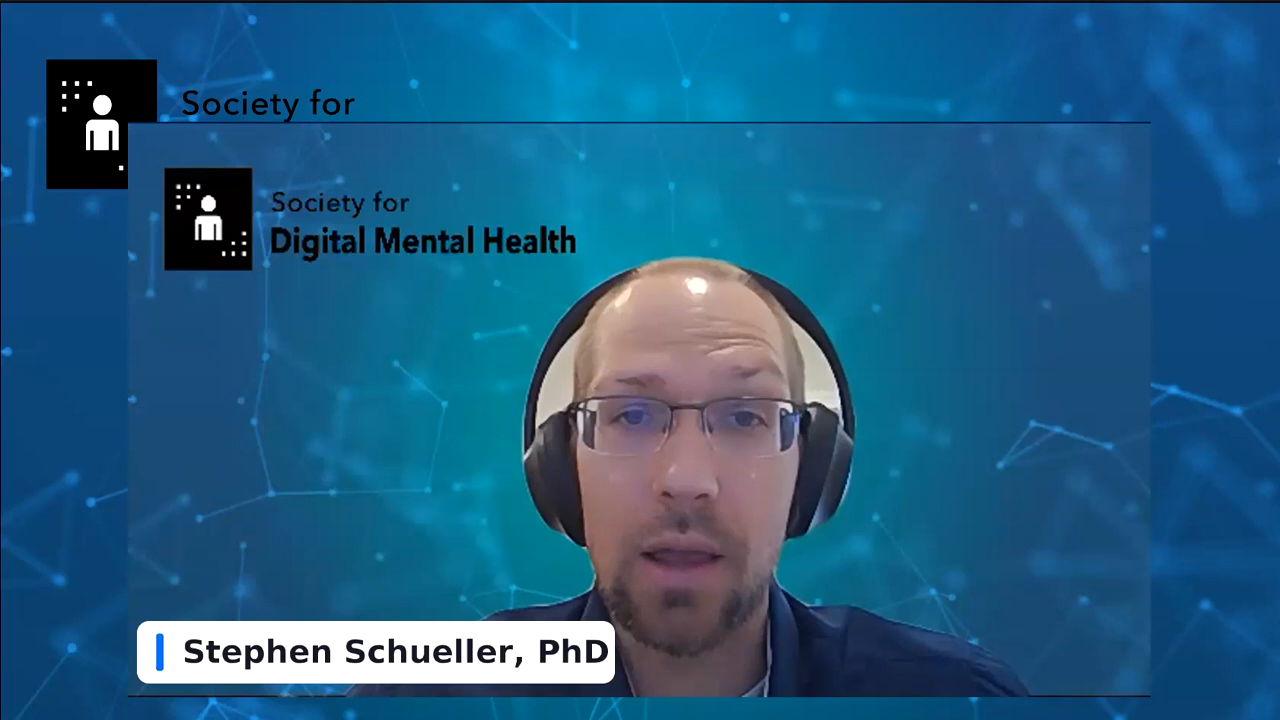 Society for
Society for
Digital Mental Health
Stephen Schueller, PhD